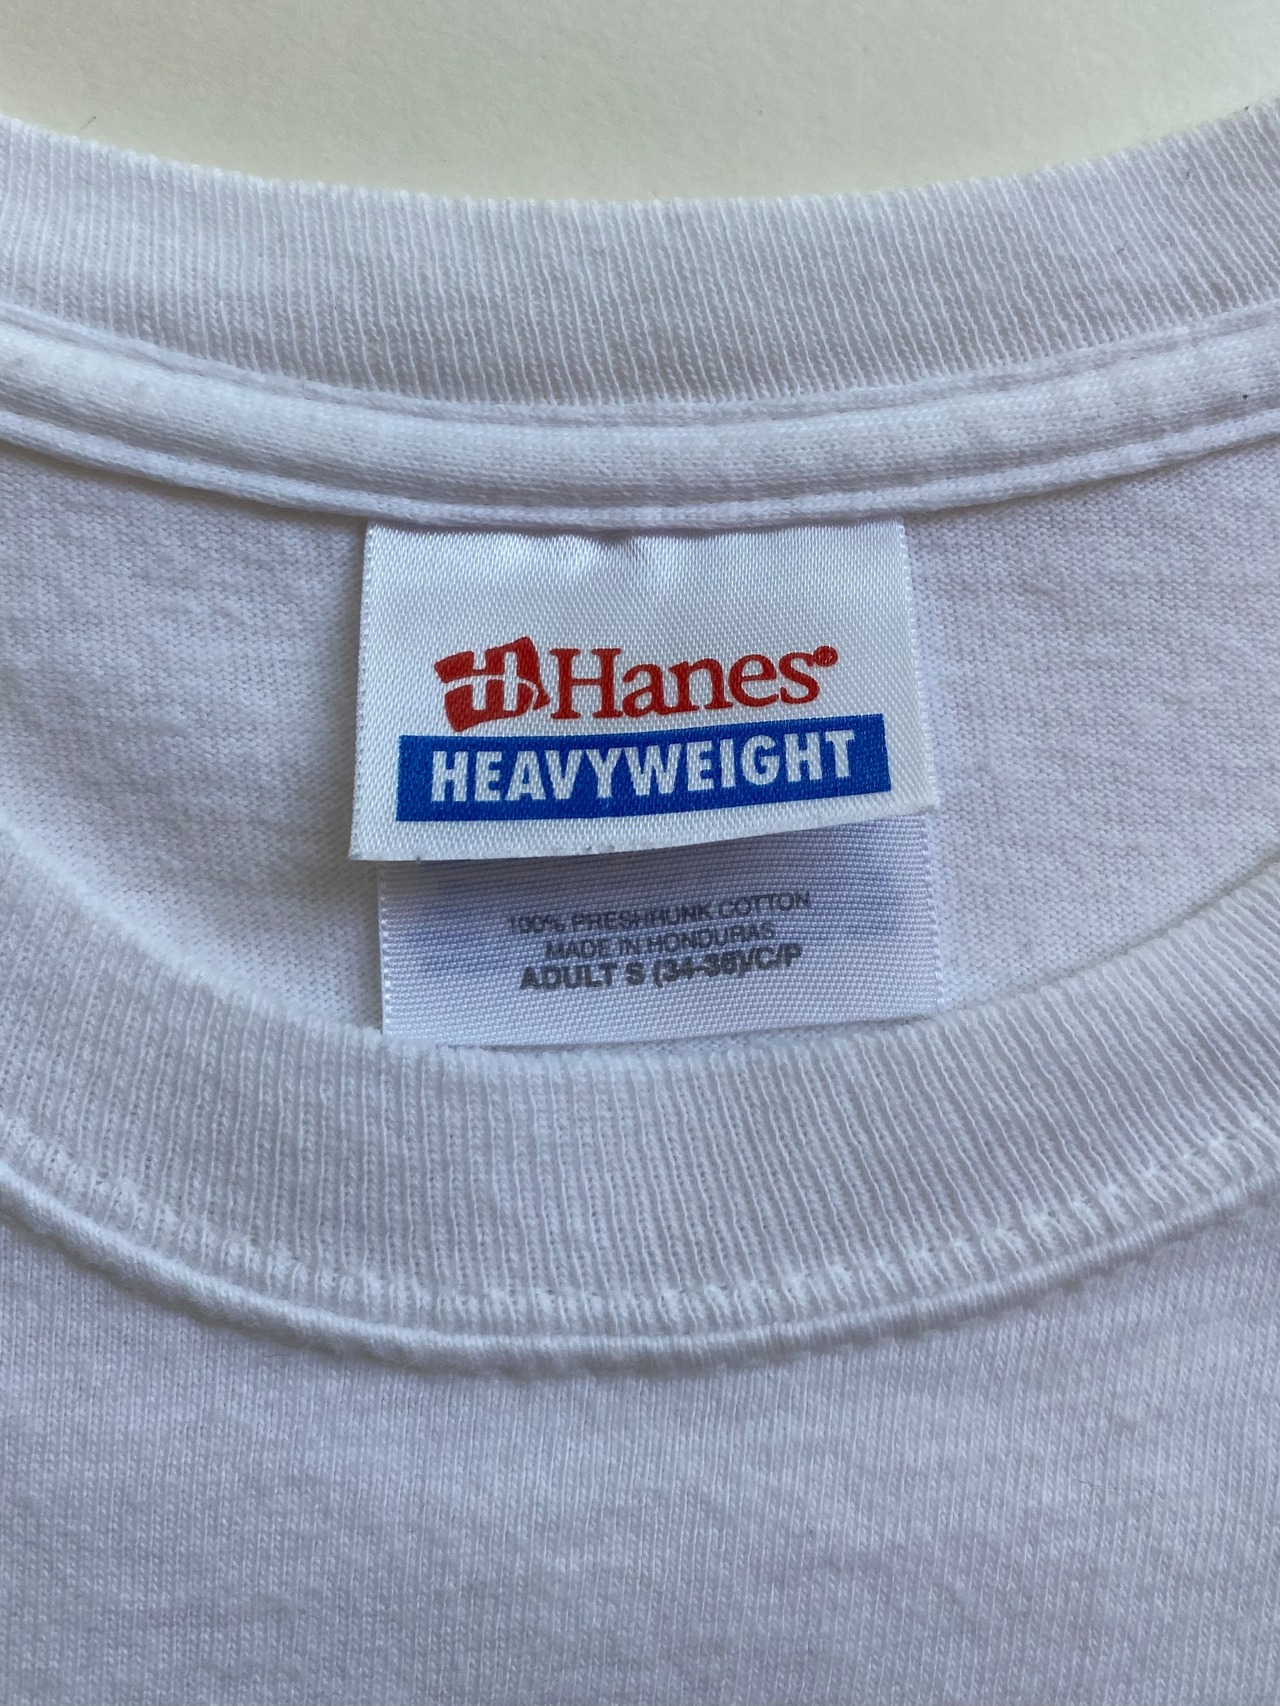 H Hanes®
HEAVYWEIGHT
100% PRESHRUNK COTTON
MADE IN HONDURAS
ADULT S (34-36)/C/P